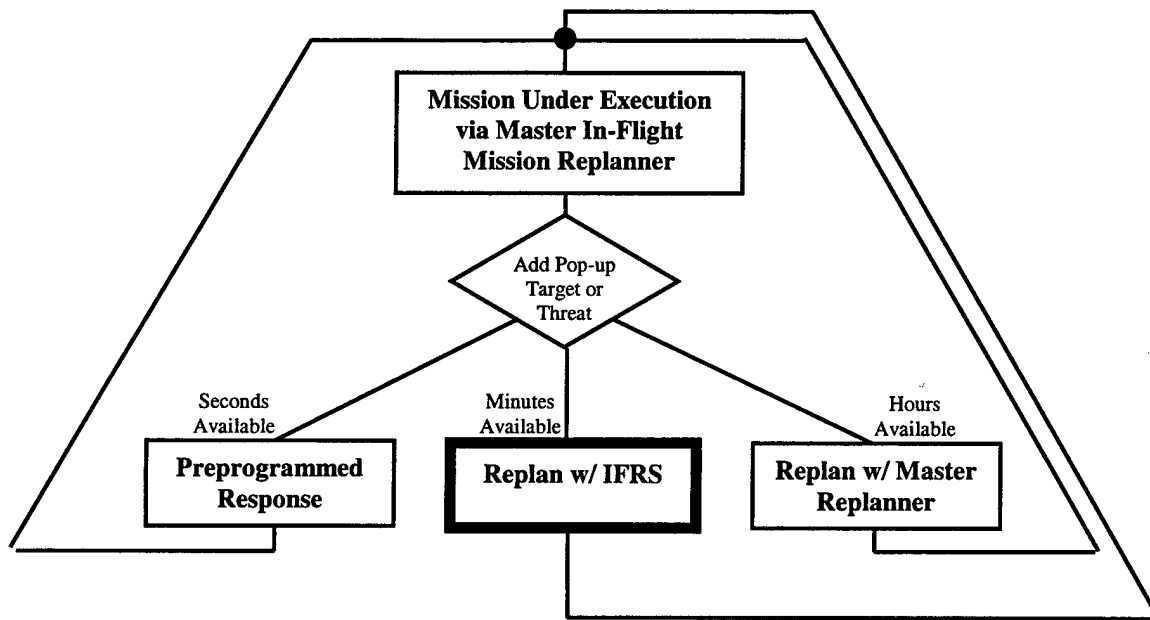 Mission Under Execution
via Master In-Flight
Mission Replanner
Add Pop-up
Target or
Threat
Seconds
Available
Minutes
Available
Hours
Available
Preprogrammed
Response
Replan w/ IFRS
Replan w/ Master
Replanner